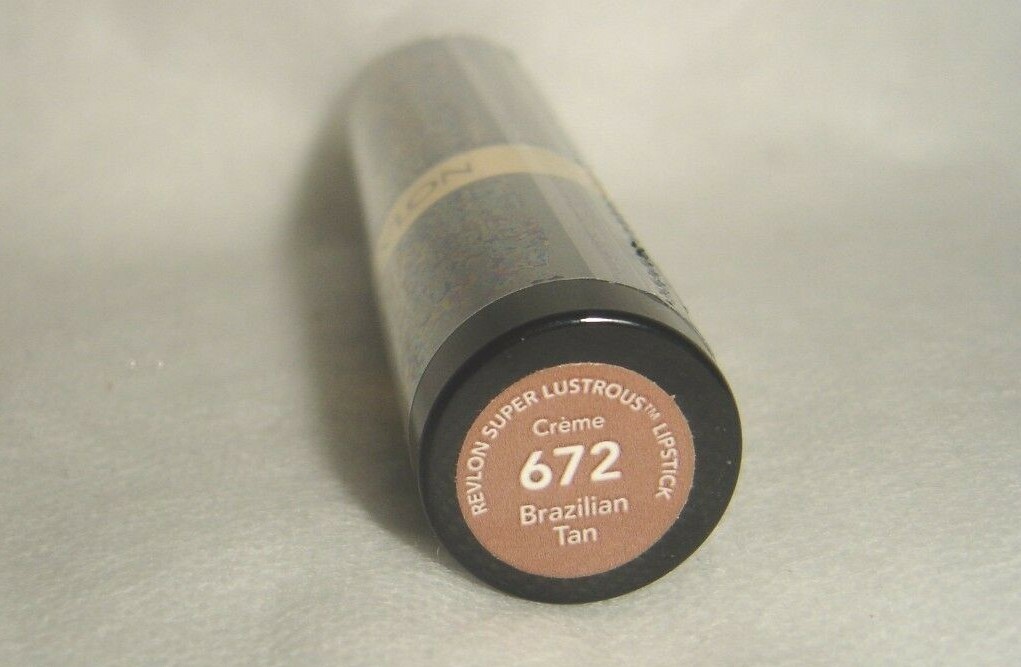 REVLON SUPER LUSTROUS™ LIPSTICK
Crème
672
Brazilian
Tan